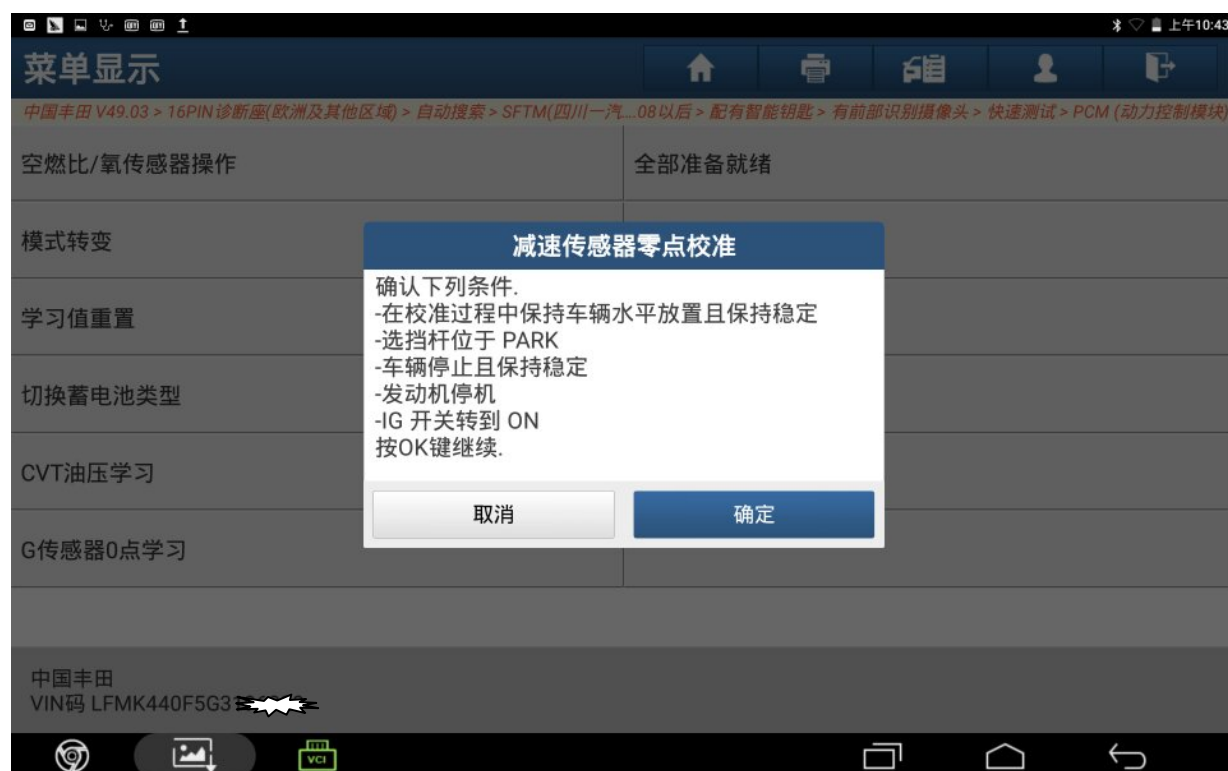 上午10:43
菜单显示
中国丰田 V49.03 > 16PIN诊断座(欧洲及其他区域) > 自动搜索 > SFTM(四川一汽....08以后 > 配有智能钥匙 > 有前部识别摄像头 > 快速测试 > PCM (动力控制模块)
空燃比/氧传感器操作
全部准备就绪
模式转变
学习值重置
切换蓄电池类型
CVT油压学习
G传感器0点学习
减速传感器零点校准
确认下列条件.
-在校准过程中保持车辆水平放置且保持稳定
-选挡杆位于 PARK
-车辆停止且保持稳定
-发动机停机
-IG 开关转到 ON
按OK键继续.
取消
确定
中国丰田
VIN码 LFMK440F5G3
VCI